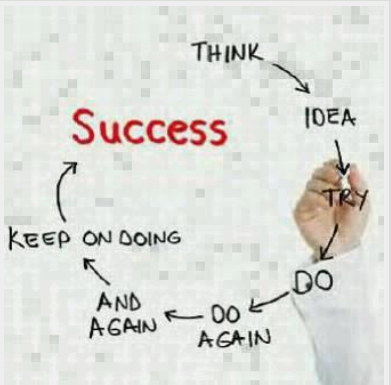 THINK
IDEA
TRY
DO
DO
AGAIN
AND
AGAIN
KEEP ON DOING
Success